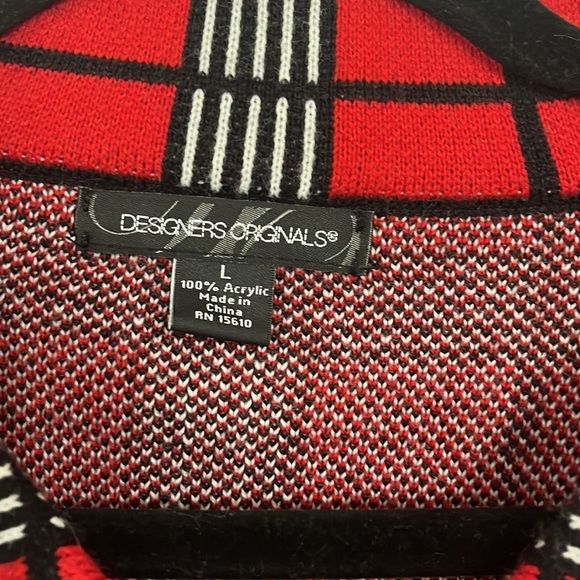 DESIGNERS ORIGINALS®
L
100% Acrylic
Made in
China
RN 15610